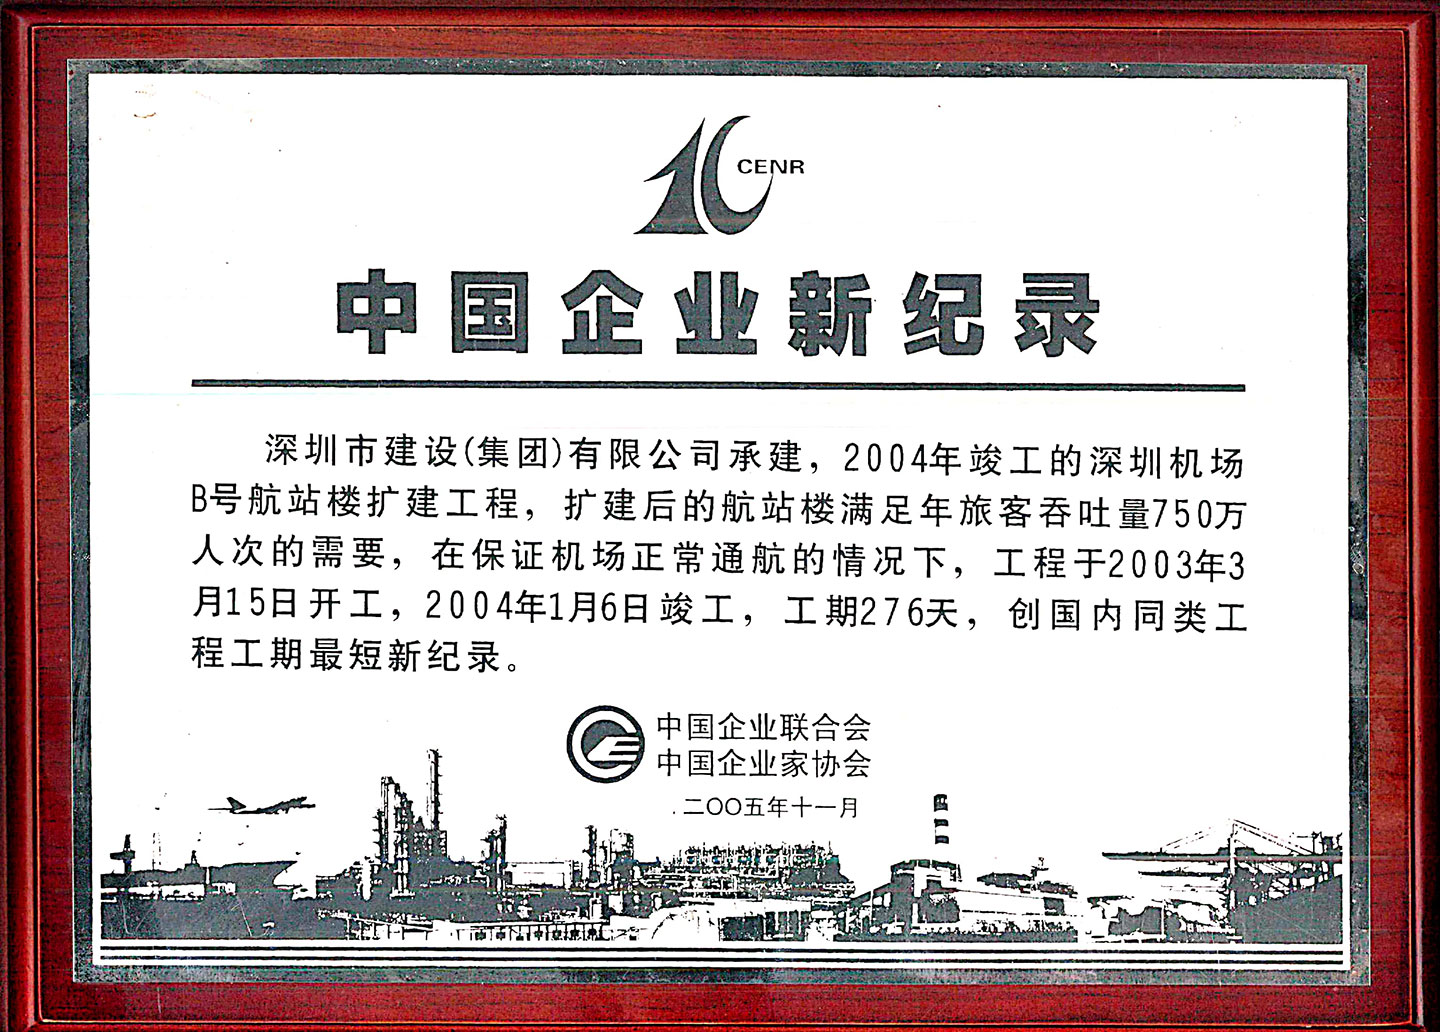 10 CENR
中国企业新纪录
深圳市建设(集团)有限公司承建，2004年竣工的深圳机场
B号航站楼扩建工程，扩建后的航站楼满足年旅客吞吐量750万
人次的需要，在保证机场正常通航的情况下，工程于2003年3
月15日开工，2004年1月6日竣工，工期276天，创国内同类工
程工期最短新纪录。
中国企业联合会
中国企业家协会
二〇〇五年十一月